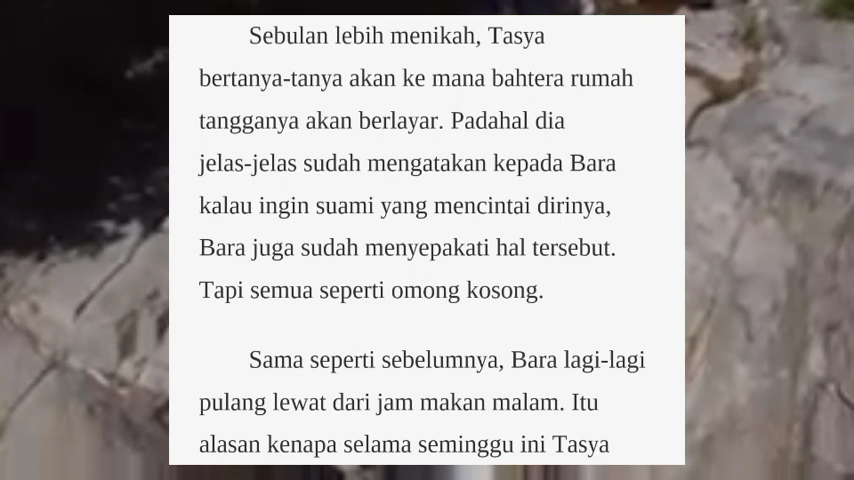 Sebulan lebih menikah, Tasya
bertanya-tanya akan ke mana bahtera rumah
tangganya akan berlayar. Padahal dia
jelas-jelas sudah mengatakan kepada Bara
kalau ingin suami yang mencintai dirinya,
Bara juga sudah menyepakati hal tersebut.
Tapi semua seperti omong kosong.
Sama seperti sebelumnya, Bara lagi-lagi
pulang lewat dari jam makan malam. Itu
alasan kenapa selama seminggu ini Tasya